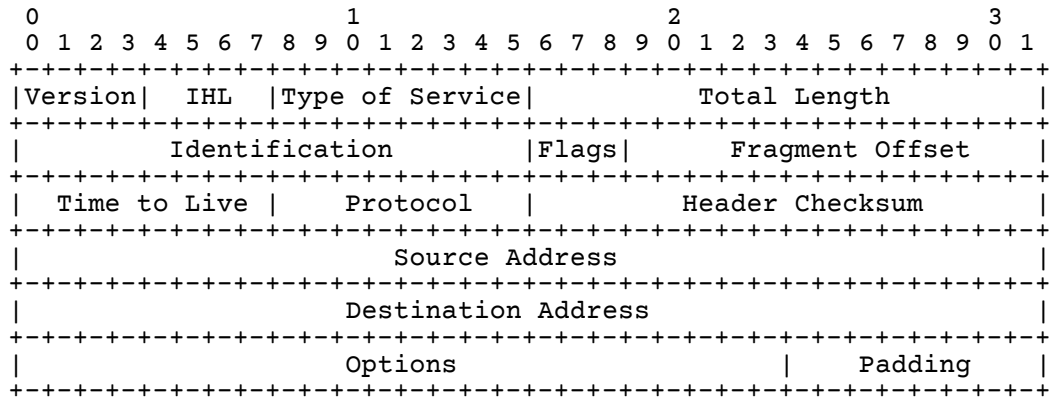 0                   1                   2                   3
 0 1 2 3 4 5 6 7 8 9 0 1 2 3 4 5 6 7 8 9 0 1 2 3 4 5 6 7 8 9 0 1
+-+-+-+-+-+-+-+-+-+-+-+-+-+-+-+-+-+-+-+-+-+-+-+-+-+-+-+-+-+-+-+-+
|Version|  IHL  |Type of Service|          Total Length         |
+-+-+-+-+-+-+-+-+-+-+-+-+-+-+-+-+-+-+-+-+-+-+-+-+-+-+-+-+-+-+-+-+
|         Identification        |Flags|      Fragment Offset    |
+-+-+-+-+-+-+-+-+-+-+-+-+-+-+-+-+-+-+-+-+-+-+-+-+-+-+-+-+-+-+-+-+
|  Time to Live |    Protocol   |         Header Checksum       |
+-+-+-+-+-+-+-+-+-+-+-+-+-+-+-+-+-+-+-+-+-+-+-+-+-+-+-+-+-+-+-+-+
|                       Source Address                          |
+-+-+-+-+-+-+-+-+-+-+-+-+-+-+-+-+-+-+-+-+-+-+-+-+-+-+-+-+-+-+-+-+
|                    Destination Address                        |
+-+-+-+-+-+-+-+-+-+-+-+-+-+-+-+-+-+-+-+-+-+-+-+-+-+-+-+-+-+-+-+-+
|                    Options                    |    Padding    |
+-+-+-+-+-+-+-+-+-+-+-+-+-+-+-+-+-+-+-+-+-+-+-+-+-+-+-+-+-+-+-+-+